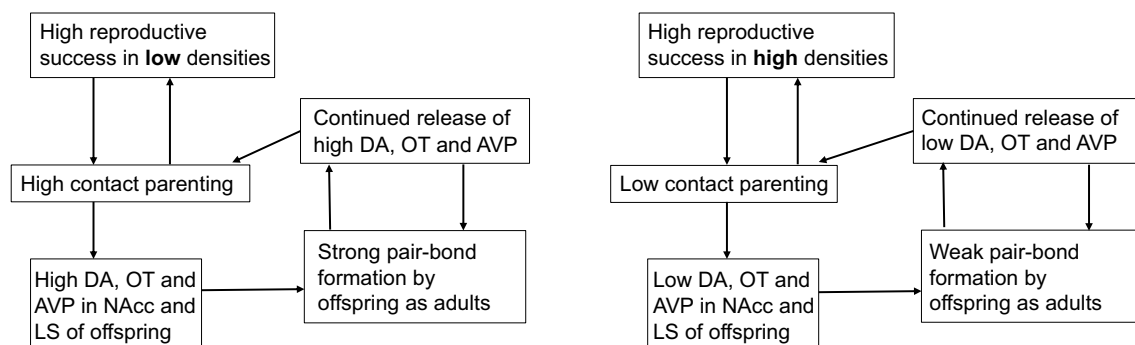 High reproductive
success in low densities
Continued release of
high DA, OT and AVP
High contact parenting
Strong pair-bond
formation by
offspring as adults
High DA, OT and
AVP in NAcc and
LS of offspring
High reproductive
success in high densities
Continued release of
low DA, OT and AVP
Low contact parenting
Weak pair-bond
formation by
offspring as adults
Low DA, OT and
AVP in NAcc and
LS of offspring